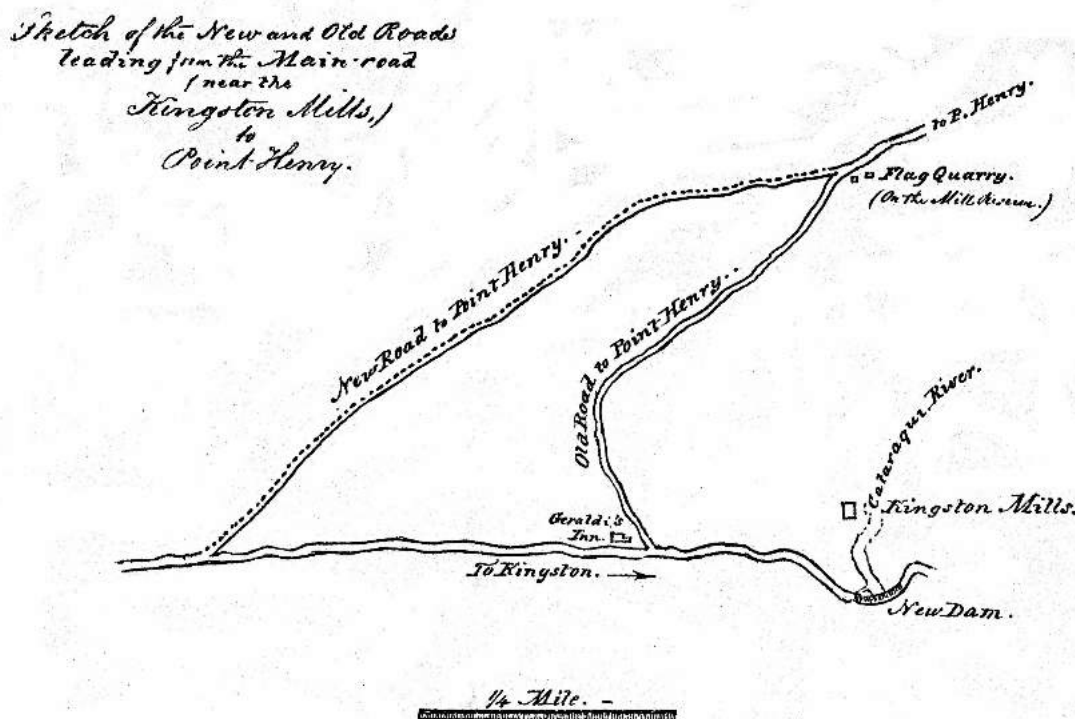 Sketch of the New and Old Roads
leading from the Main-road
(near the
Kingston Mills,)
to
Point Henry.
to P. Henry.
Flag Quarry.
(On the Mill Reserve.)
New Road to Point Henry.
Old Road to Point Henry.
Cataraqui River.
Kingston Mills.
Geraldi's
Inn.
To Kingston.
New Dam.
1/4 Mile.